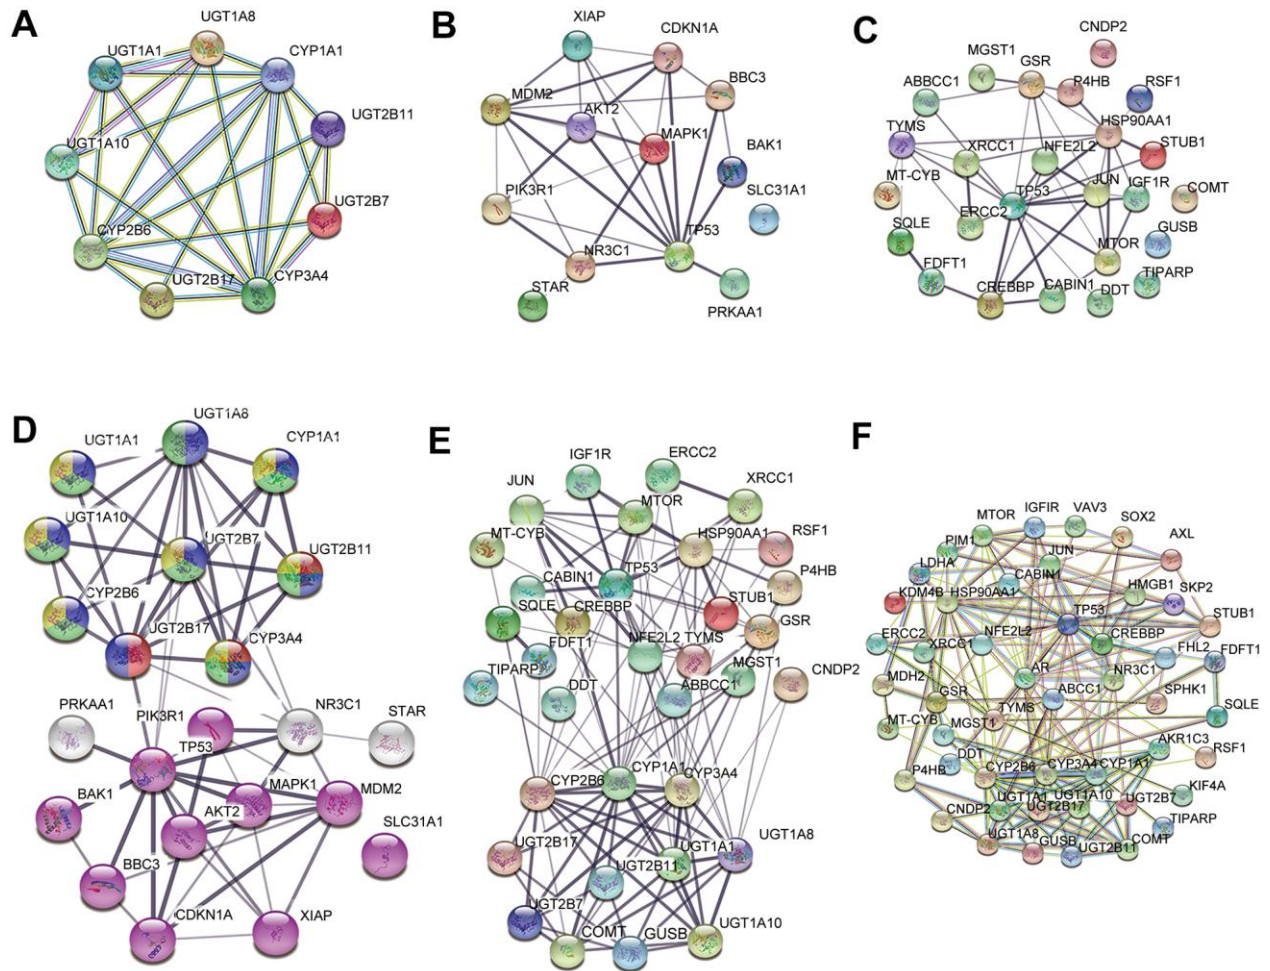 A
UGT1A8
UGT1A1
CYP1A1
UGT2B11
UGT1A10
UGT2B7
CYP2B6
UGT2B17
CYP3A4
B
XIAP
CDKN1A
BBC3
MDM2
AKT2
MAPK1
BAK1
SLC31A1
PIK3R1
TP53
NR3C1
STAR
PRKAA1
C
CNDP2
MGST1
GSR
P4HB
RSF1
ABBCC1
HSP90AA1
TYMS
XRCC1
NFE2L2
STUB1
MT-CYB
TP53
JUN
IGF1R
COMT
ERCC2
SQLE
GUSB
MTOR
FDFT1
TIPARP
CREBBP
CABIN1
DDT
D
UGT1A8
UGT1A1
CYP1A1
UGT1A10
UGT2B7
UGT2B11
CYP2B6
UGT2B17
CYP3A4
PRKAA1
PIK3R1
NR3C1
STAR
TP53
BAK1
MAPK1
MDM2
AKT2
SLC31A1
BBC3
CDKN1A
XIAP
E
IGF1R
ERCC2
JUN
MTOR
XRCC1
MT-CYB
HSP90AA1
RSF1
CABIN1
TP53
P4HB
SQLE
CREBBP
STUB1
GSR
FDFT1
NFE2L2
TYMS
TIPARP
MGST1
CNDP2
DDT
ABBCC1
CYP2B6
CYP1A1
CYP3A4
UGT2B17
UGT1A1
UGT1A8
UGT2B11
UGT2B7
COMT
GUSB
UGT1A10
F
MTOR
IGFIR
VAV3
SOX2
AXL
PIM1
JUN
LDHA
CABIN1
HMGB1
SKP2
KDM4B
HSP90AA1
TP53
STUB1
ERCC2
XRCC1
NFE2L2
CREBBP
FHL2
FDFT1
MDH2
AR
NR3C1
GSR
ABCC1
SPHK1
SQLE
MT-CYB
MGST1
TYMS
AKR1C3
RSF1
DDT
P4HB
CYP2B6
CYP3A4
CYP1A1
KIF4A
CNDP2
UGT1A1
UGT1A10
UGT2B7
UGT2B17
TIPARP
UGT1A8
GUSB
UGT2B11
COMT